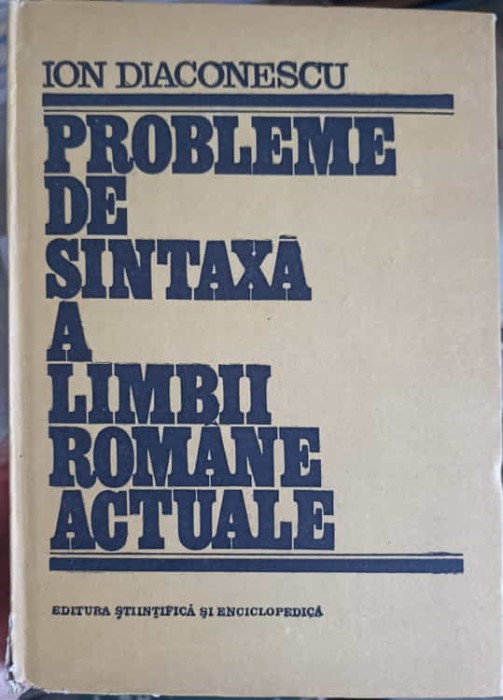 ION DIACONESCU
PROBLEME
DE
SINTAXĂ
A
LIMBII
ROMÂNE
ACTUALE
EDITURA ŞTIINŢIFICĂ ŞI ENCICLOPEDICĂ